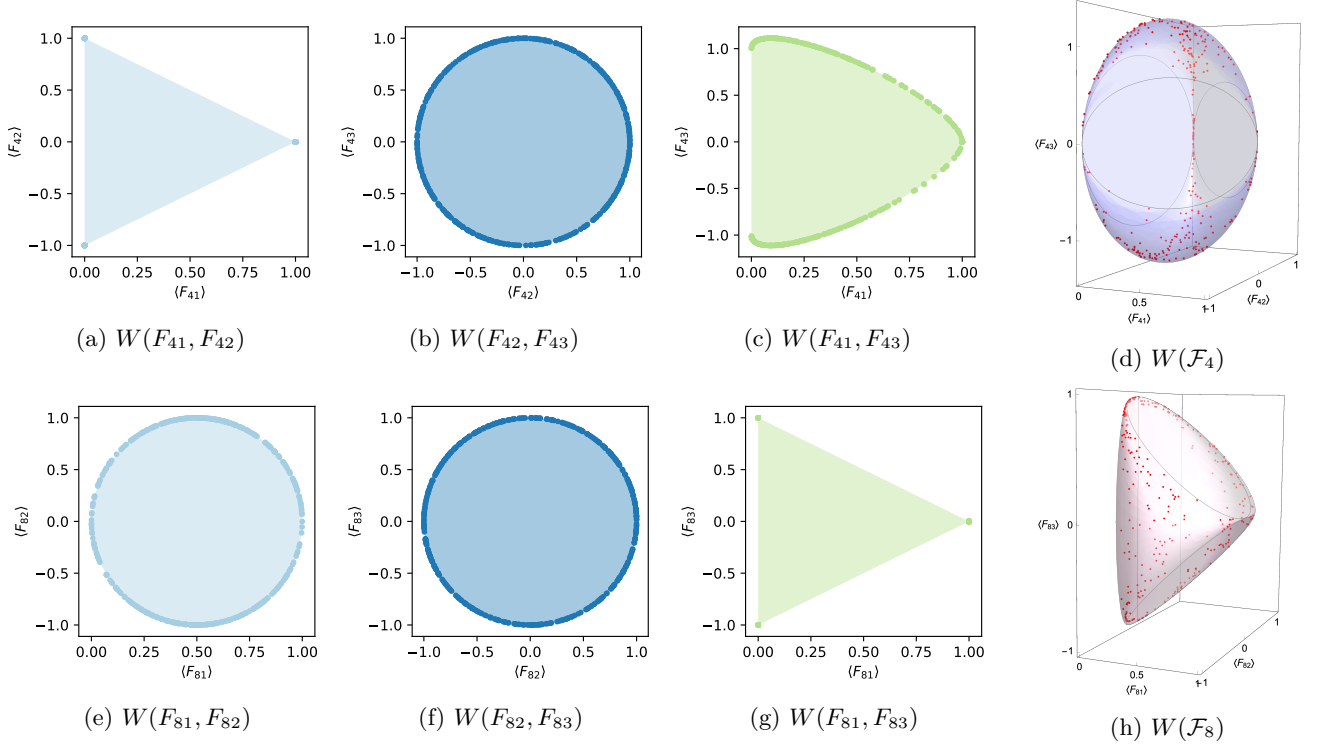 1.0
0.5
0.0
−0.5
−1.0
⟨F42⟩
0.00 0.25 0.50 0.75 1.00
⟨F41⟩
(a) W(F41, F42)
1.0
0.5
0.0
−0.5
−1.0
⟨F43⟩
−1.0 −0.5 0.0 0.5 1.0
⟨F42⟩
(b) W(F42, F43)
1.0
0.5
0.0
−0.5
−1.0
⟨F43⟩
0.00 0.25 0.50 0.75 1.00
⟨F41⟩
(c) W(F41, F43)
1
⟨F43⟩ 0
−1
0 0.5 1
⟨F41⟩
−1 0 1
⟨F42⟩
(d) W(ℱ4)
1.0
0.5
0.0
−0.5
−1.0
⟨F82⟩
0.00 0.25 0.50 0.75 1.00
⟨F81⟩
(e) W(F81, F82)
1.0
0.5
0.0
−0.5
−1.0
⟨F83⟩
−1.0 −0.5 0.0 0.5 1.0
⟨F82⟩
(f) W(F82, F83)
1.0
0.5
0.0
−0.5
−1.0
⟨F83⟩
0.00 0.25 0.50 0.75 1.00
⟨F81⟩
(g) W(F81, F83)
1
⟨F83⟩ 0
−1
0 0.5 1
⟨F81⟩
−1 0 1
⟨F82⟩
(h) W(ℱ8)